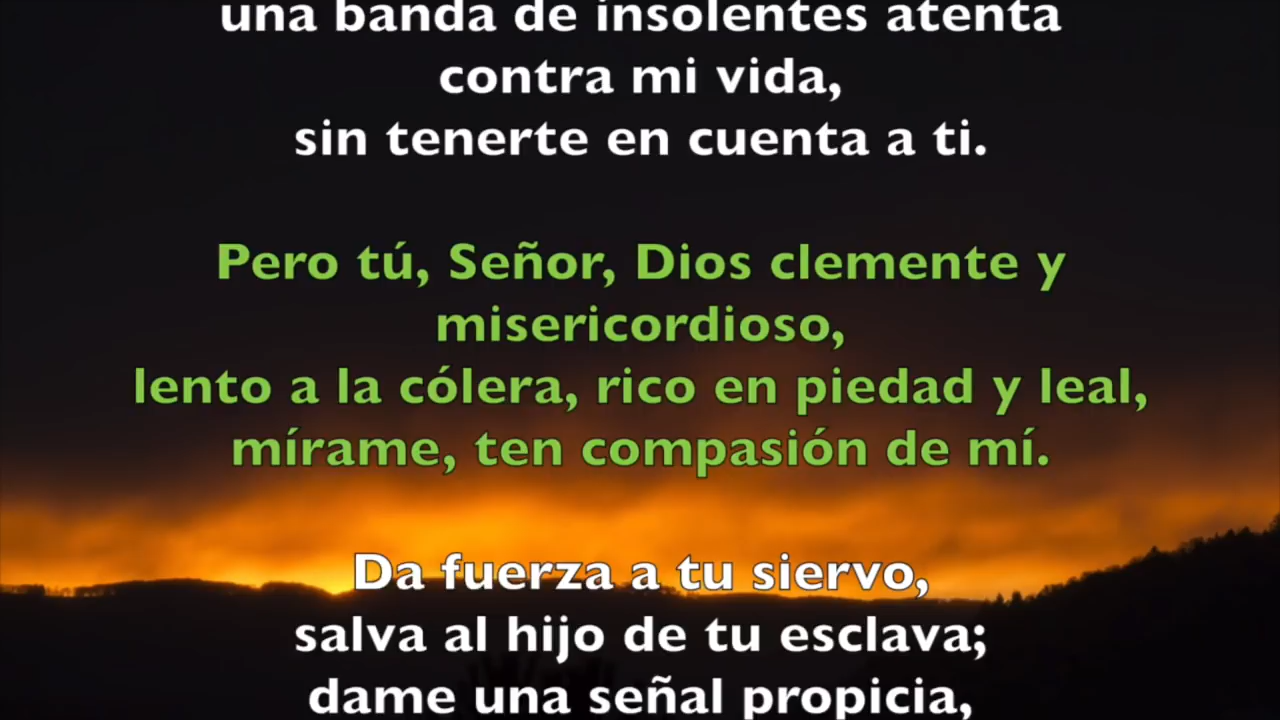 una banda de insolentes atenta
contra mi vida,
sin tenerte en cuenta a ti.
Pero tú, Señor, Dios clemente y
misericordioso,
lento a la cólera, rico en piedad y leal,
mírame, ten compasión de mí.
Da fuerza a tu siervo,
salva al hijo de tu esclava;
dame una señal propicia,